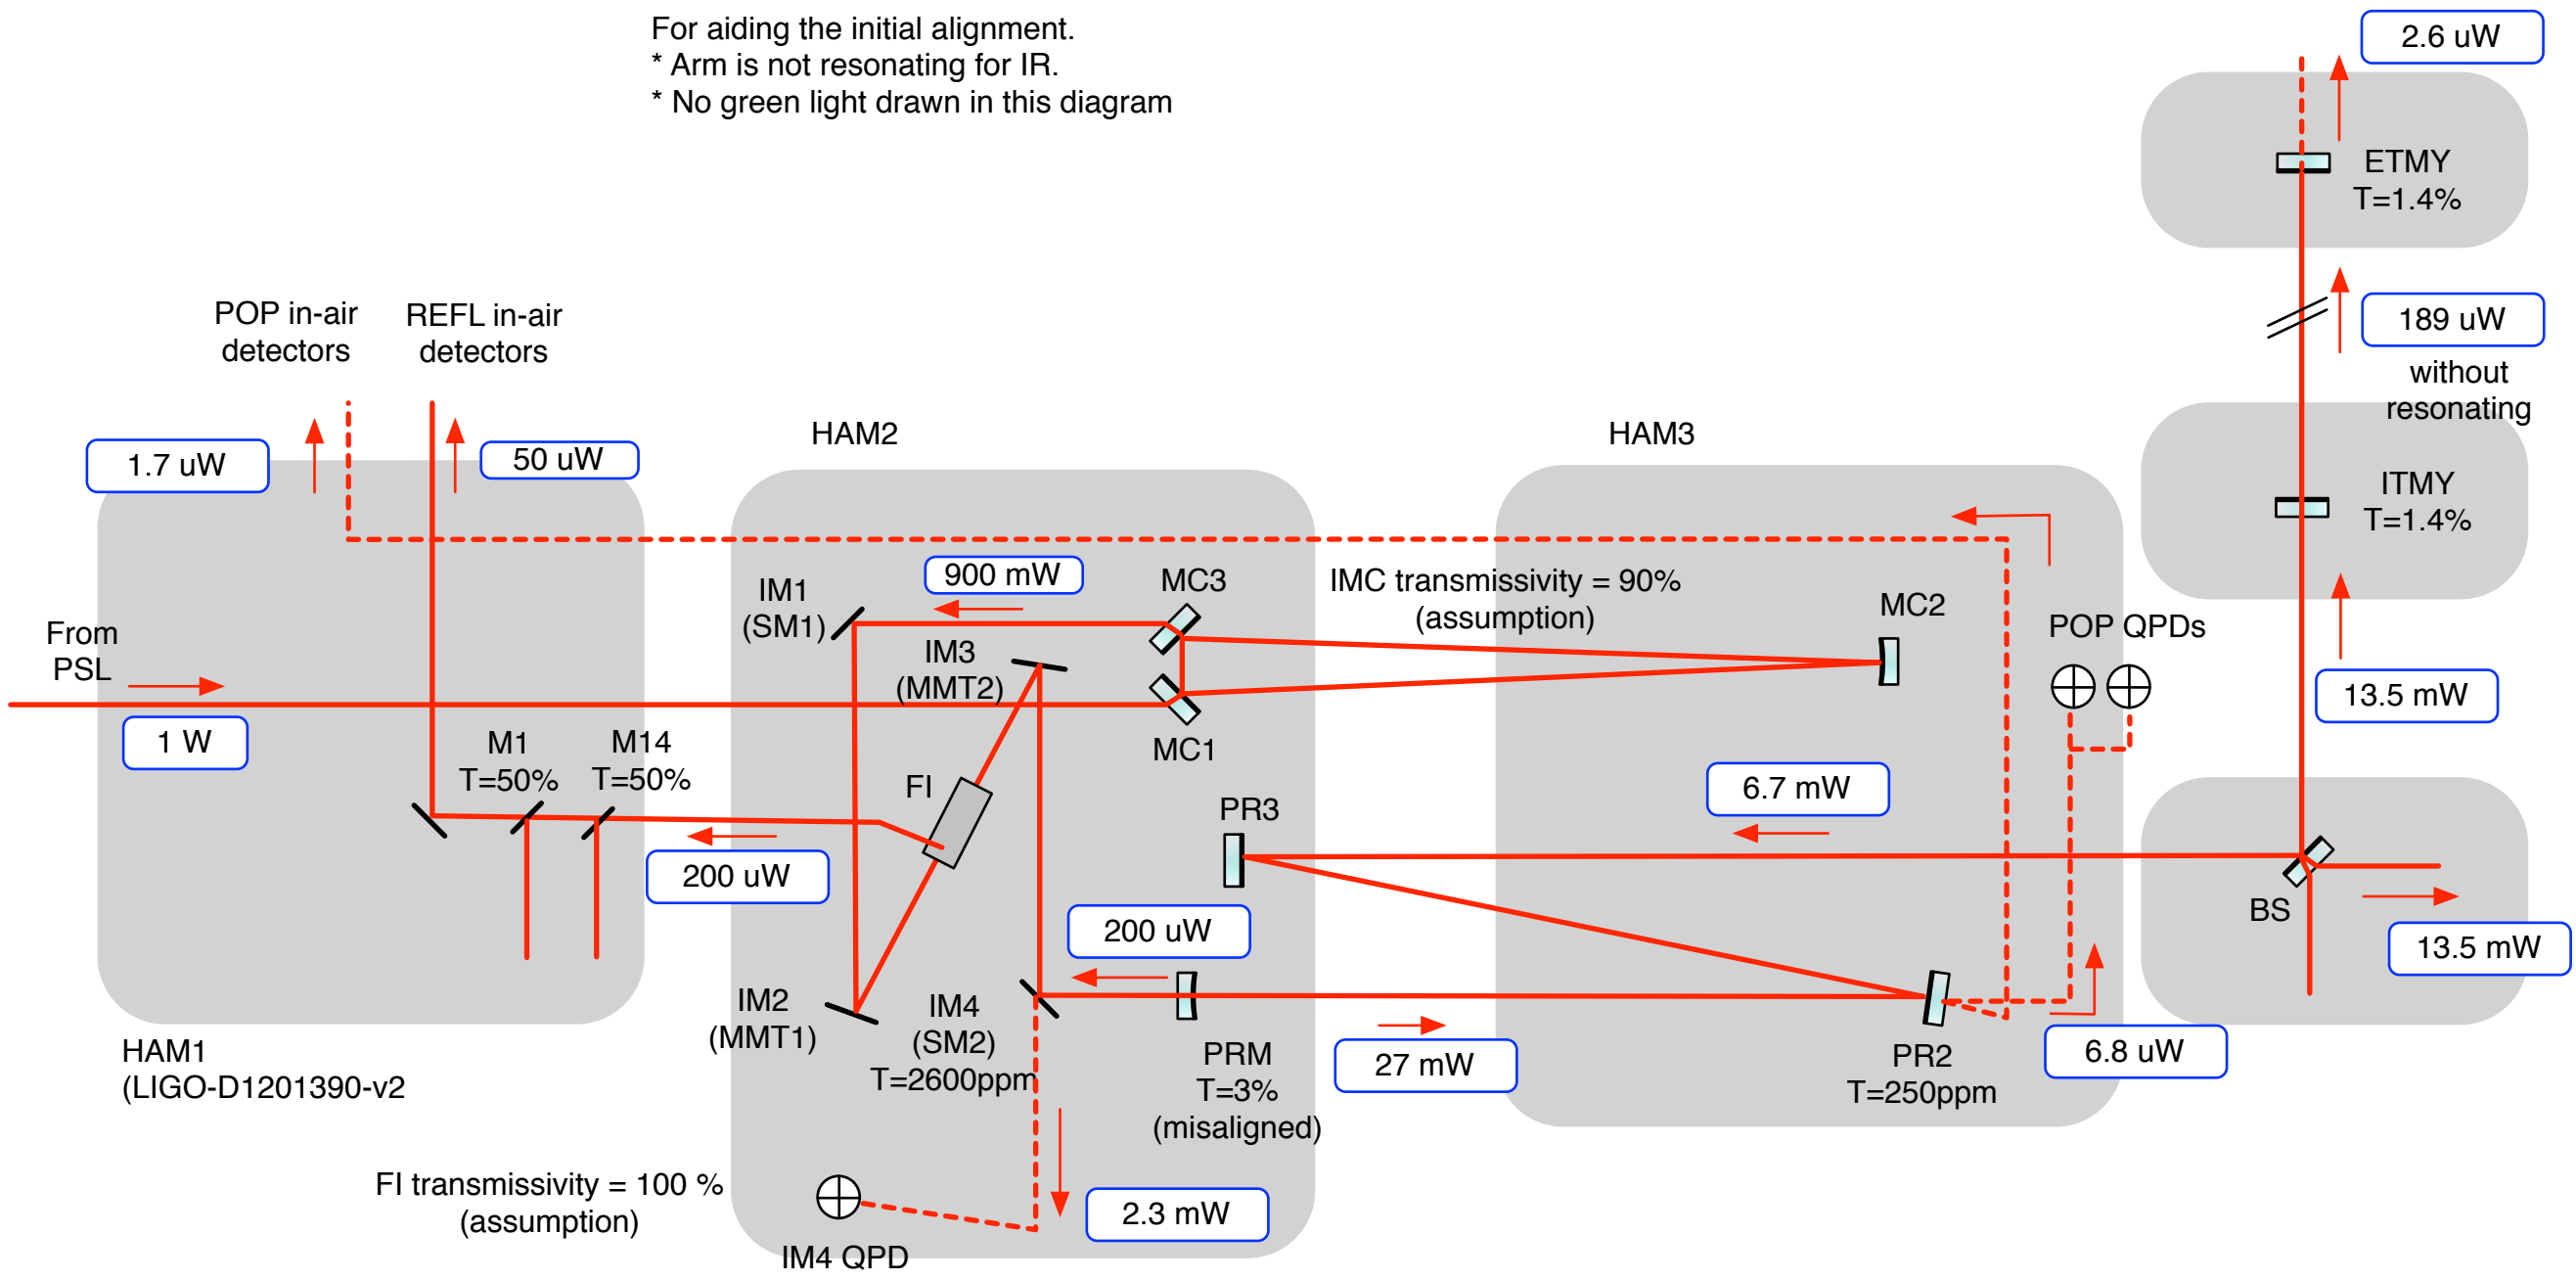 For aiding the initial alignment.
* Arm is not resonating for IR.
* No green light drawn in this diagram
2.6 uW
ETMY
T=1.4%
189 uW
without
resonating
POP in-air
detectors
REFL in-air
detectors
1.7 uW
50 uW
HAM2
HAM3
ITMY
T=1.4%
900 mW
IM1
(SM1)
MC3
IMC transmissivity = 90%
(assumption)
MC2
From
PSL
IM3
(MMT2)
POP QPDs
13.5 mW
1 W
M1
T=50%
M14
T=50%
MC1
FI
6.7 mW
PR3
200 uW
200 uW
BS
13.5 mW
IM2
(MMT1)
IM4
(SM2)
T=2600ppm
HAM1
(LIGO-D1201390-v2
PRM
T=3%
(misaligned)
27 mW
PR2
T=250ppm
6.8 uW
FI transmissivity = 100 %
(assumption)
2.3 mW
IM4 QPD